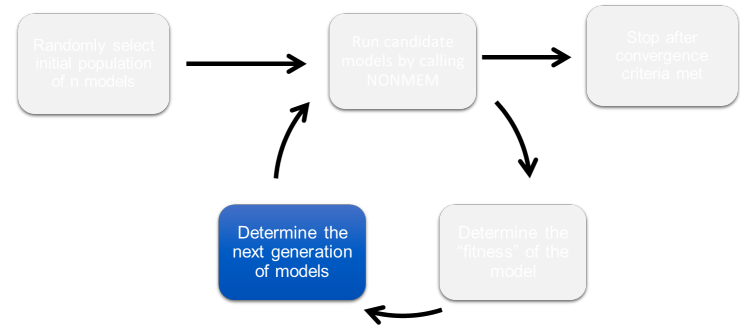 Randomly select
initial population
of n models
Run candidate
models by calling
NONMEM
Stop after
convergence
criteria met
Determine the
next generation
of models
Determine the
"fitness" of the
model